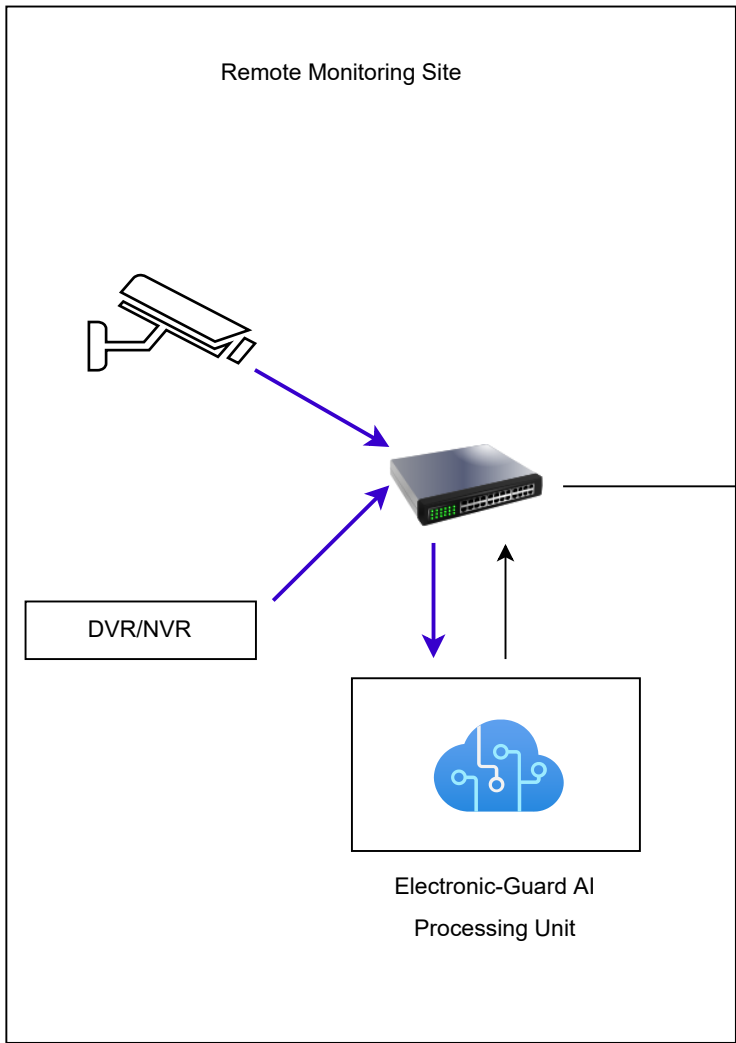 Remote Monitoring Site
DVR/NVR
Electronic-Guard AI
Processing Unit